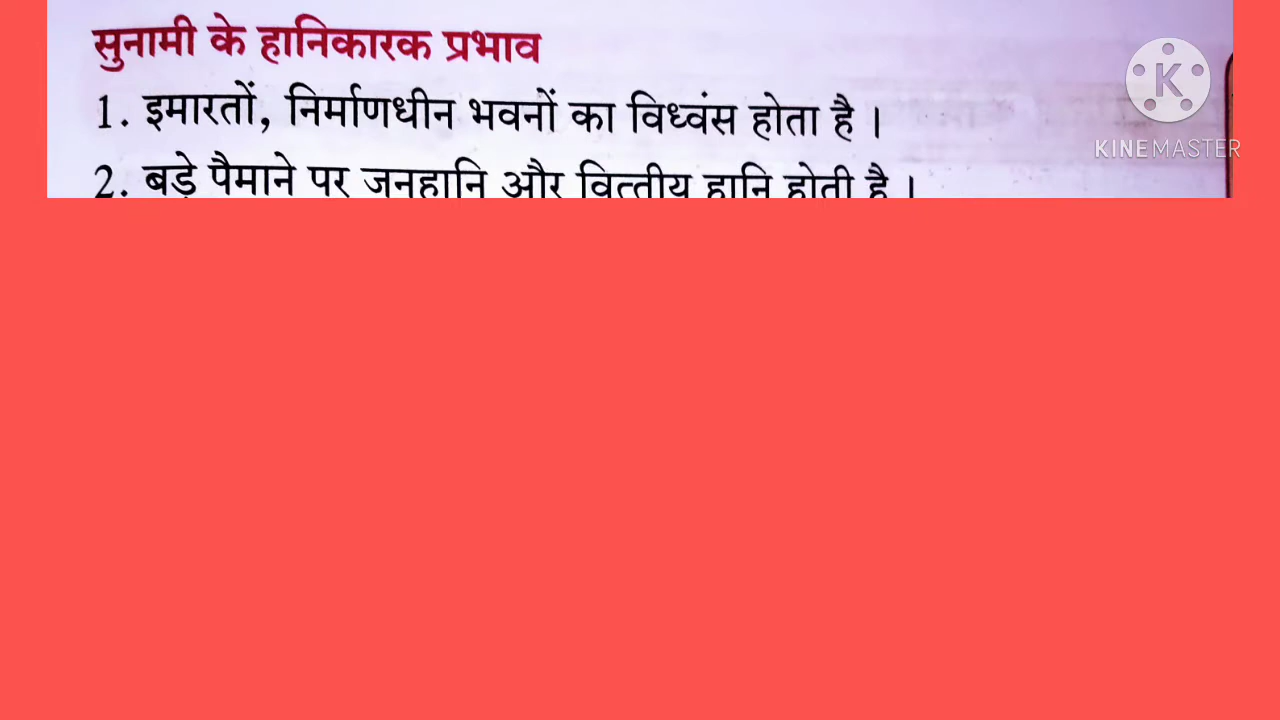 सुनामी के हानिकारक प्रभाव
1. इमारतों, निर्माणधीन भवनों का विध्वंस होता है ।
2. बड़े पैमाने पर जनहानि और वित्तीय हानि होती है ।
K
KINEMASTER